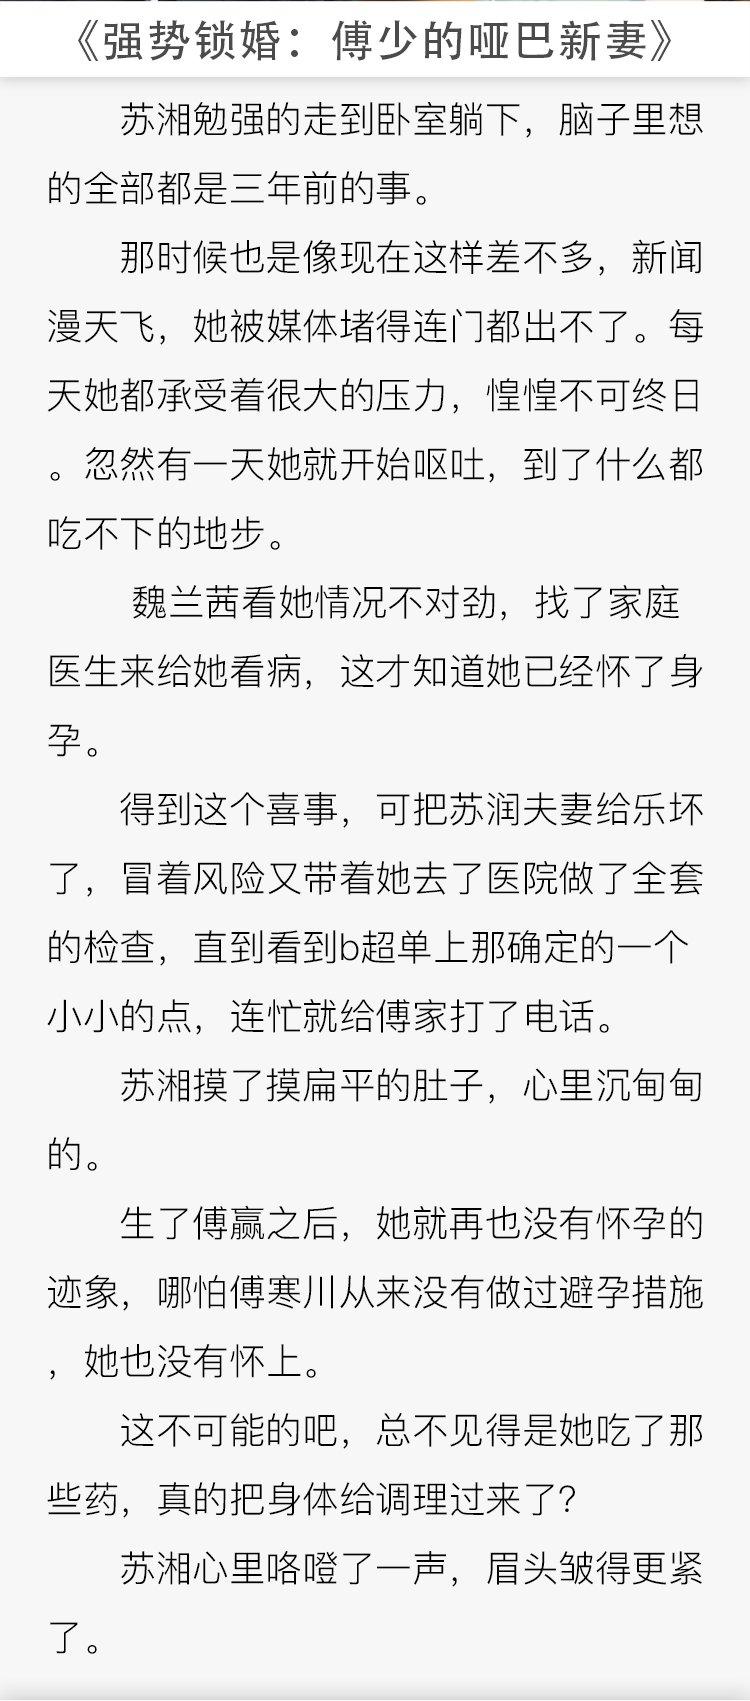 《强势锁婚：傅少的哑巴新妻》
苏湘勉强的走到卧室躺下，脑子里想
的全部都是三年前的事。
那时候也是像现在这样差不多，新闻
漫天飞，她被媒体堵得连门都出不了。每
天她都承受着很大的压力，惶惶不可终日
。忽然有一天她就开始呕吐，到了什么都
吃不下的地步。
魏兰茜看她情况不对劲，找了家庭
医生来给她看病，这才知道她已经怀了身
孕。
得到这个喜事，可把苏润夫妻给乐坏
了，冒着风险又带着她去了医院做了全套
的检查，直到看到b超单上那确定的一个
小小的点，连忙就给傅家打了电话。
苏湘摸了摸扁平的肚子，心里沉甸甸
的。
生了傅赢之后，她就再也没有怀孕的
迹象，哪怕傅寒川从来没有做过避孕措施
，她也没有怀上。
这不可能的吧，总不见得是她吃了那
些药，真的把身体给调理过来了？
苏湘心里咯噔了一声，眉头皱得更紧
了。